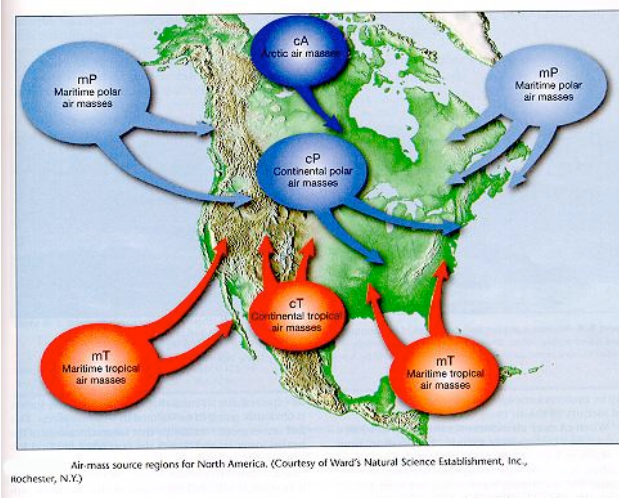 cA
Arctic air masses
mP
Maritime polar
air masses
mP
Maritime polar
air masses
cP
Continental polar
air masses
cT
Continental tropical
air masses
mT
Maritime tropical
air masses
mT
Maritime tropical
air masses
Air-mass source regions for North America. (Courtesy of Ward's Natural Science Establishment, Inc.,
Rochester, N.Y.)